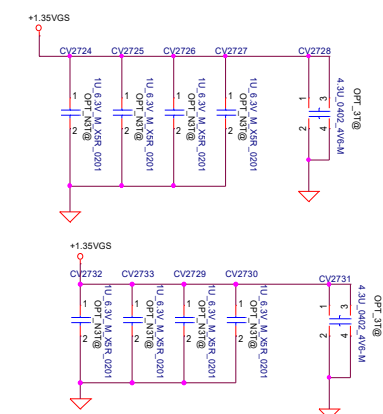 +1.35VGS
CV2724
CV2725
CV2726
CV2727
CV2728
1
2
1U_6.3V_M_X5R_0201
OPT_N3T@
1
2
1U_6.3V_M_X5R_0201
OPT_N3T@
1
2
1U_6.3V_M_X5R_0201
OPT_N3T@
1
2
1U_6.3V_M_X5R_0201
OPT_N3T@
1
3
2
4
4.3U_0402_4V6-M
OPT_3T@
+1.35VGS
CV2732
CV2733
CV2729
CV2730
CV2731
1
2
1U_6.3V_M_X5R_0201
OPT_N3T@
1
2
1U_6.3V_M_X5R_0201
OPT_N3T@
1
2
1U_6.3V_M_X5R_0201
OPT_N3T@
1
2
1U_6.3V_M_X5R_0201
OPT_N3T@
1
3
2
4
4.3U_0402_4V6-M
OPT_3T@